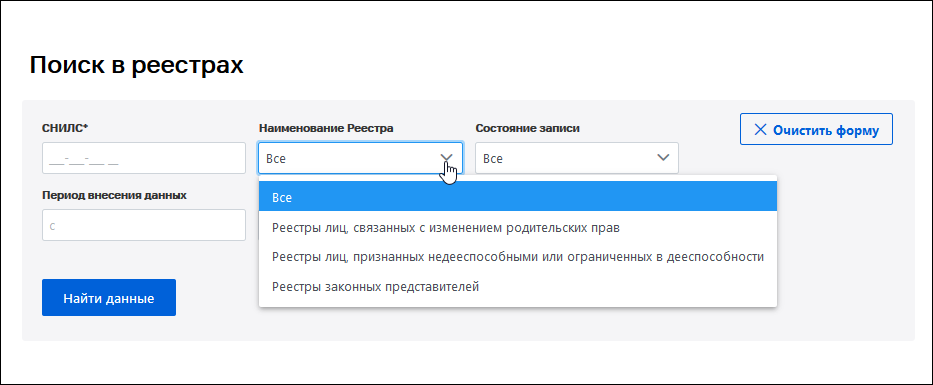 Поиск в реестрах
СНИЛС*
Наименование Реестра
Состояние записи
Очистить форму
___-___-___ __
Все
Все
Период внесения данных
с
Все
Реестры лиц, связанных с изменением родительских прав
Реестры лиц, признанных недееспособными или ограниченных в дееспособности
Реестры законных представителей
Найти данные